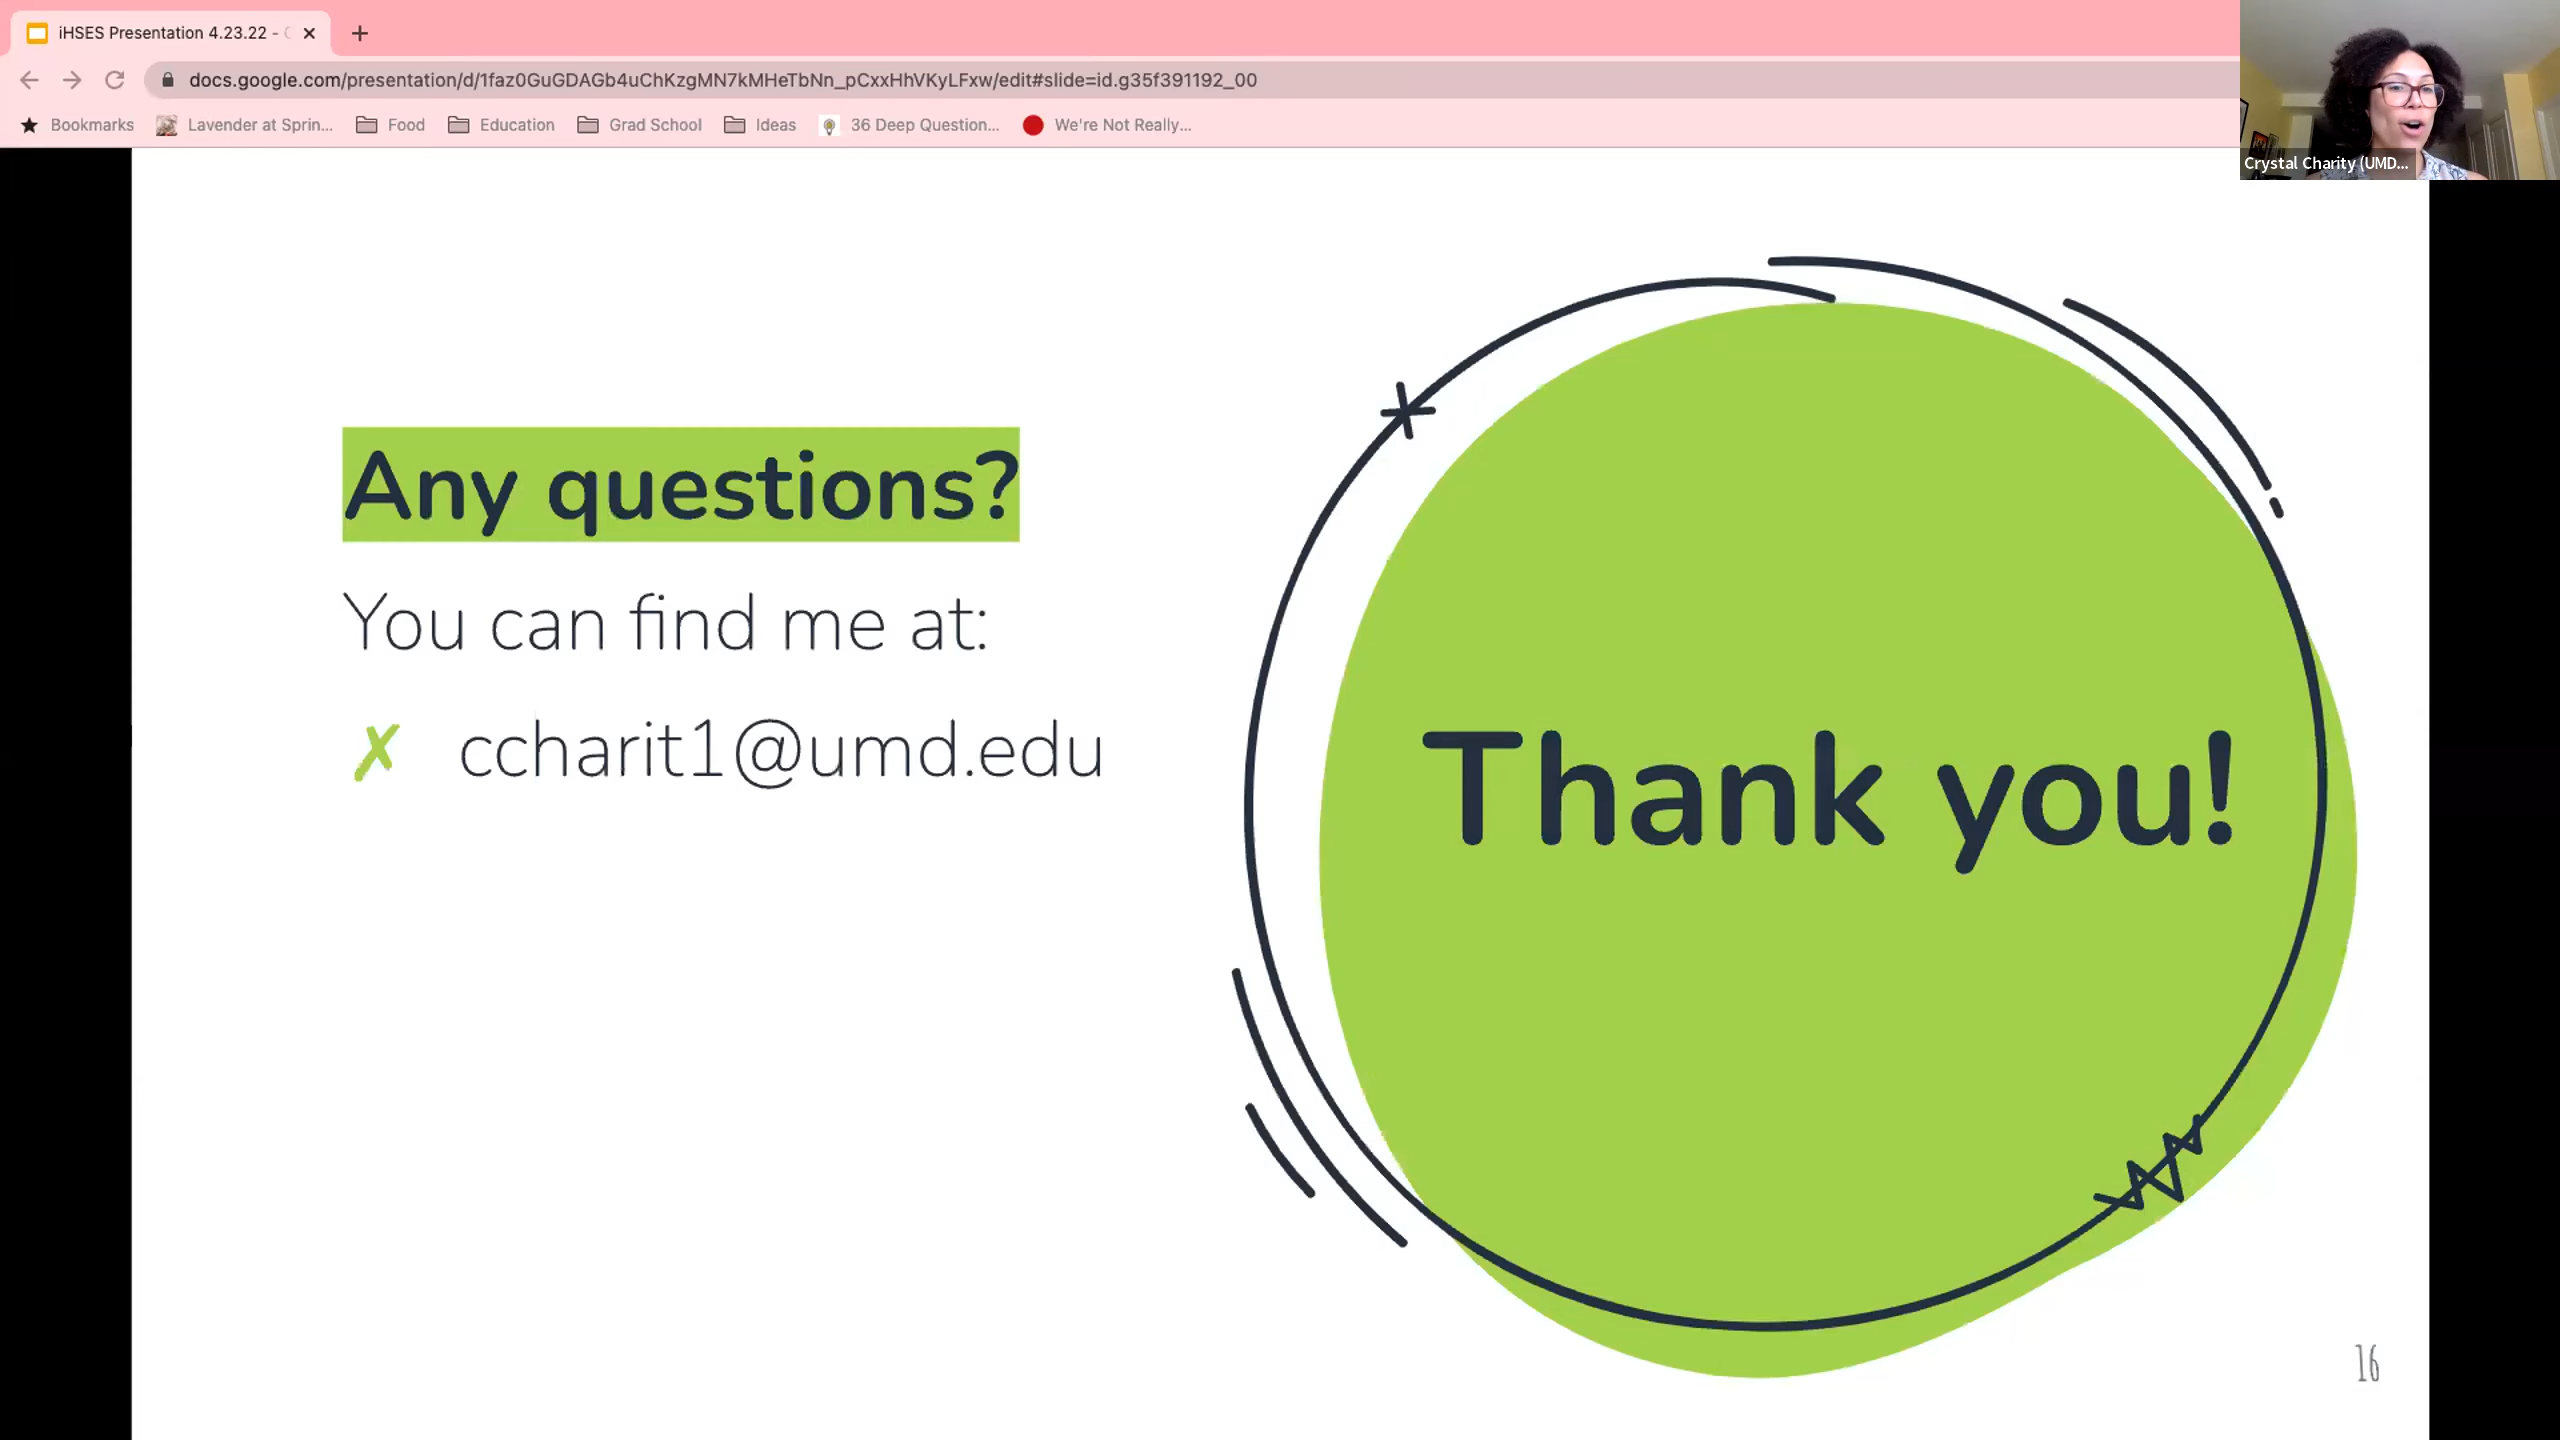 iHSES Presentation 4.23.22 -
docs.google.com/presentation/d/1faz0GuGDAGb4uChKzgMN7kMHeTbNn_pCxxHhVKyLFxw/edit#slide=id.g35f391192_00
Bookmarks Lavender at Sprin... Food Education Grad School Ideas 36 Deep Question... We're Not Really...
Crystal Charity (UMD...
Any questions?
You can find me at:
✗ ccharit1@umd.edu
Thank you!
16